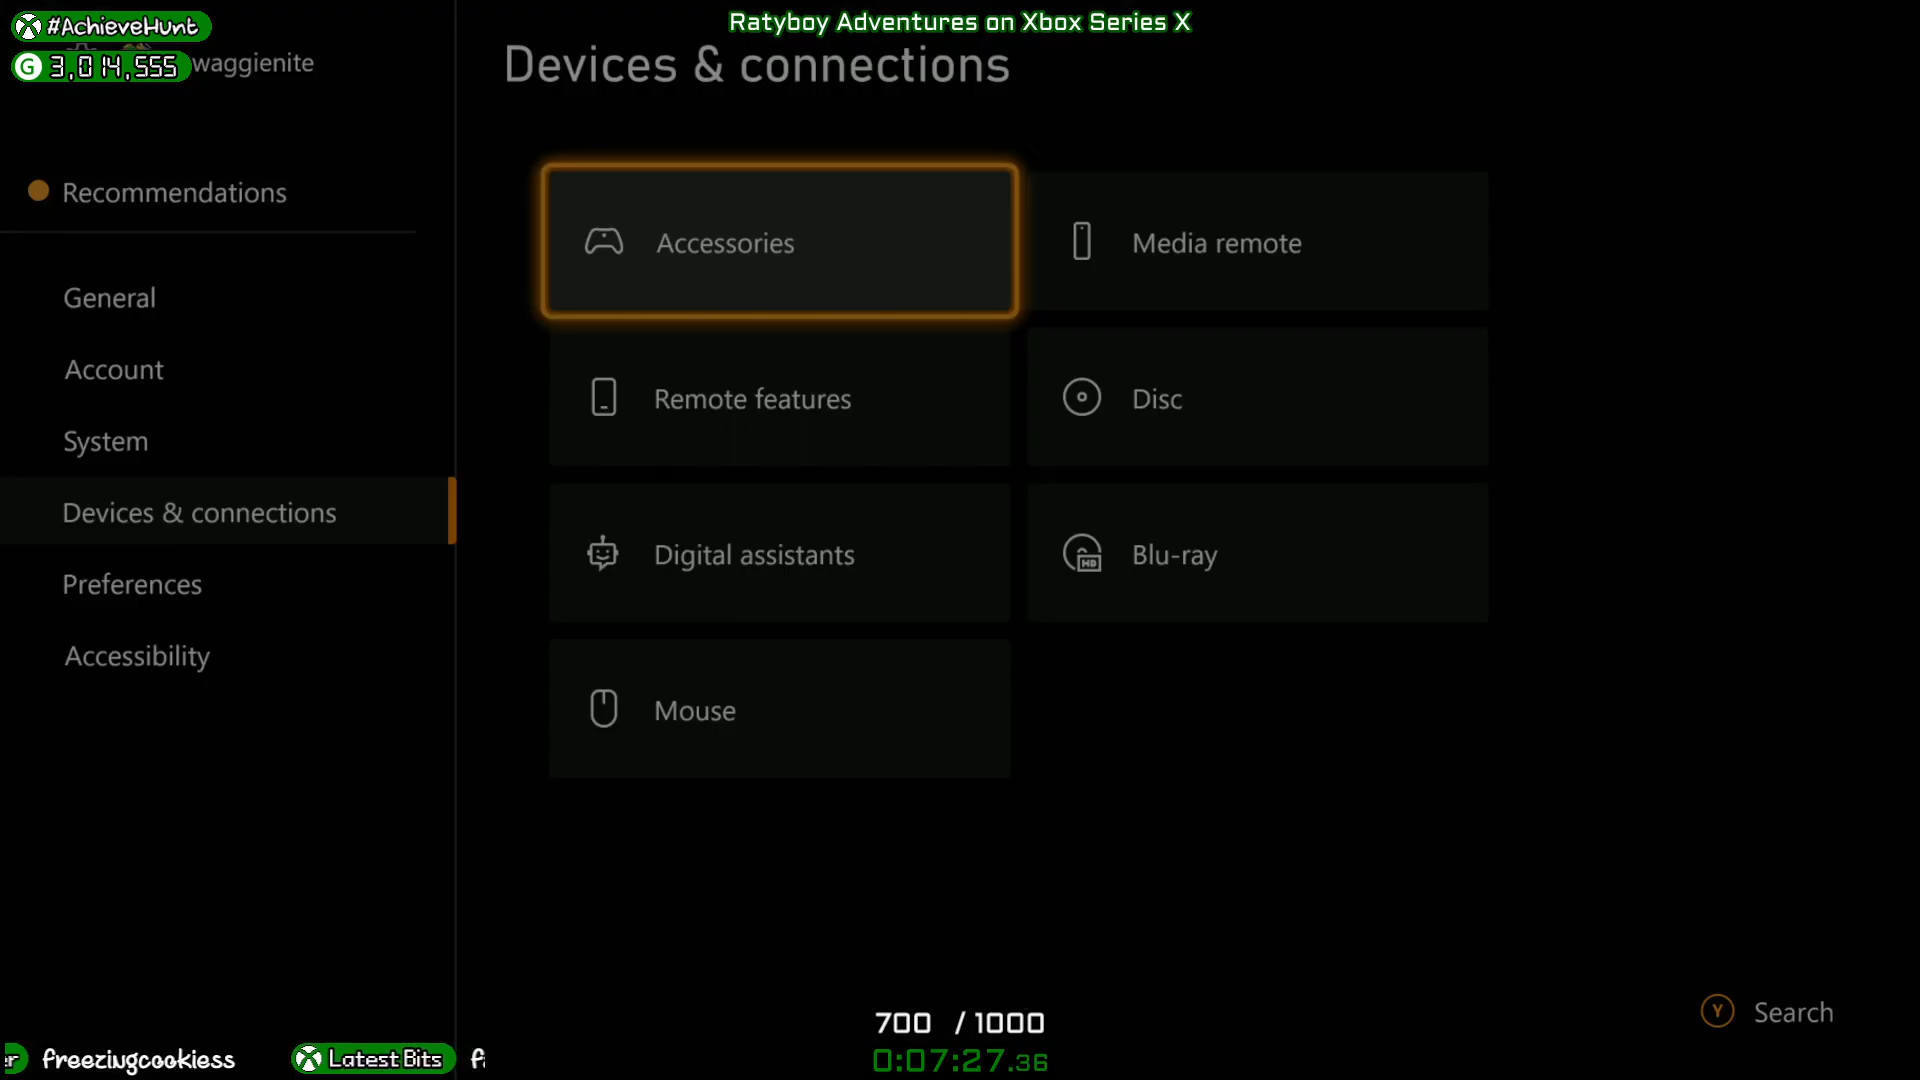 #AchieveHunt
Ratyboy Adventures on Xbox Series X
G 3,014,555
waggienite
Devices & connections
Recommendations
General
Account
System
Devices & connections
Preferences
Accessibility
Accessories
Media remote
Remote features
Disc
Digital assistants
HD
Blu-ray
Mouse
700 / 1000
0:07:27.36
Y Search
er freezingcookiess
Latest Bits